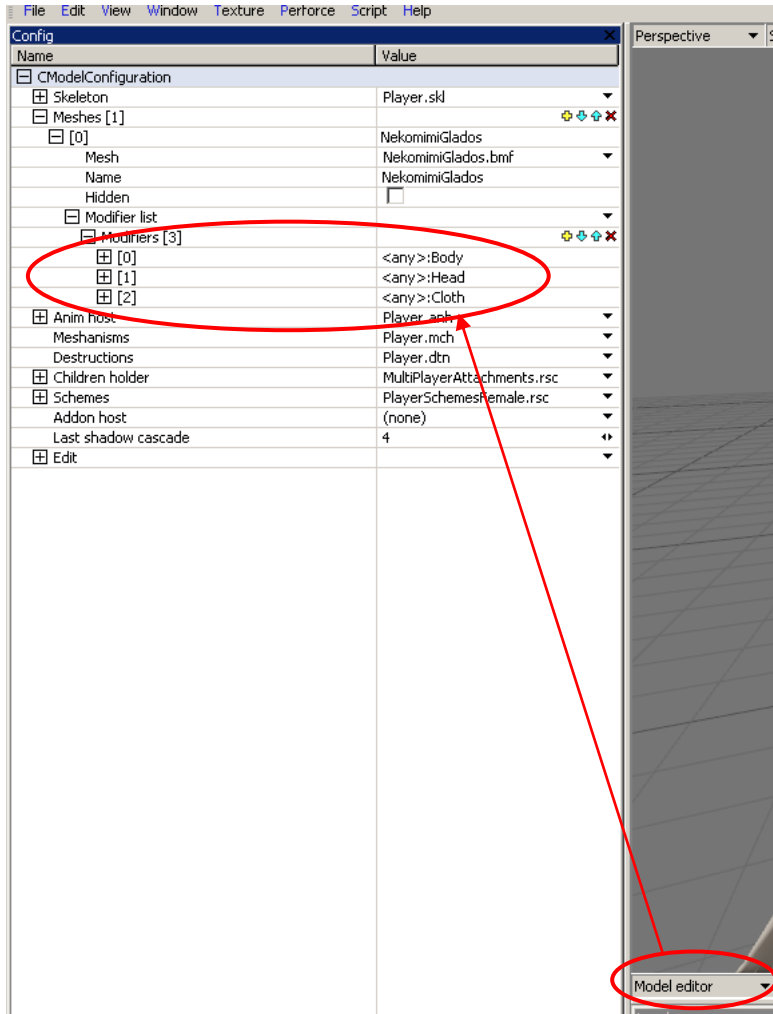 File Edit View Window Texture Perforce Script Help
Config
Perspective
Name Value
CModelConfiguration
Skeleton Player.skl
Meshes [1]
[0] NekomimiGlados
Mesh NekomimiGlados.bmf
Name NekomimiGlados
Hidden
Modifier list
Modifiers [3]
[0] <any>:Body
[1] <any>:Head
[2] <any>:Cloth
Anim host Player.anh
Meshanisms Player.mch
Destructions Player.dtn
Children holder MultiPlayerAttachments.rsc
Schemes PlayerSchemesFemale.rsc
Addon host (none)
Last shadow cascade 4
Edit
Model editor